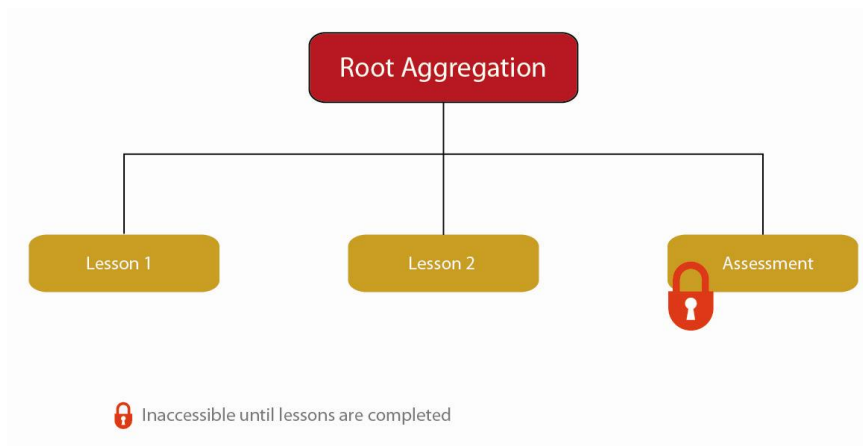 Root Aggregation
Lesson 1
Lesson 2
Assessment
Inaccessible until lessons are completed